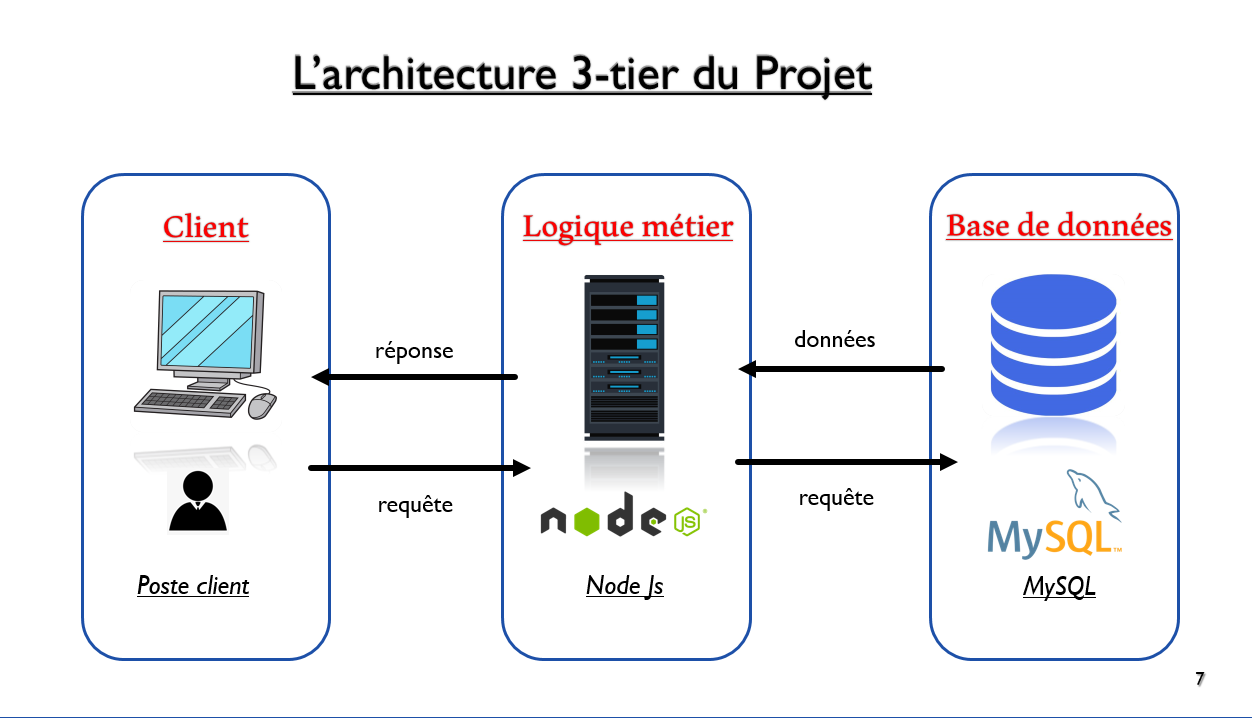 L’architecture 3-tier du Projet
Client
Logique métier
Base de données
réponse
données
requête
requête
node JS
MySQL™
Poste client
Node Js
MySQL
7